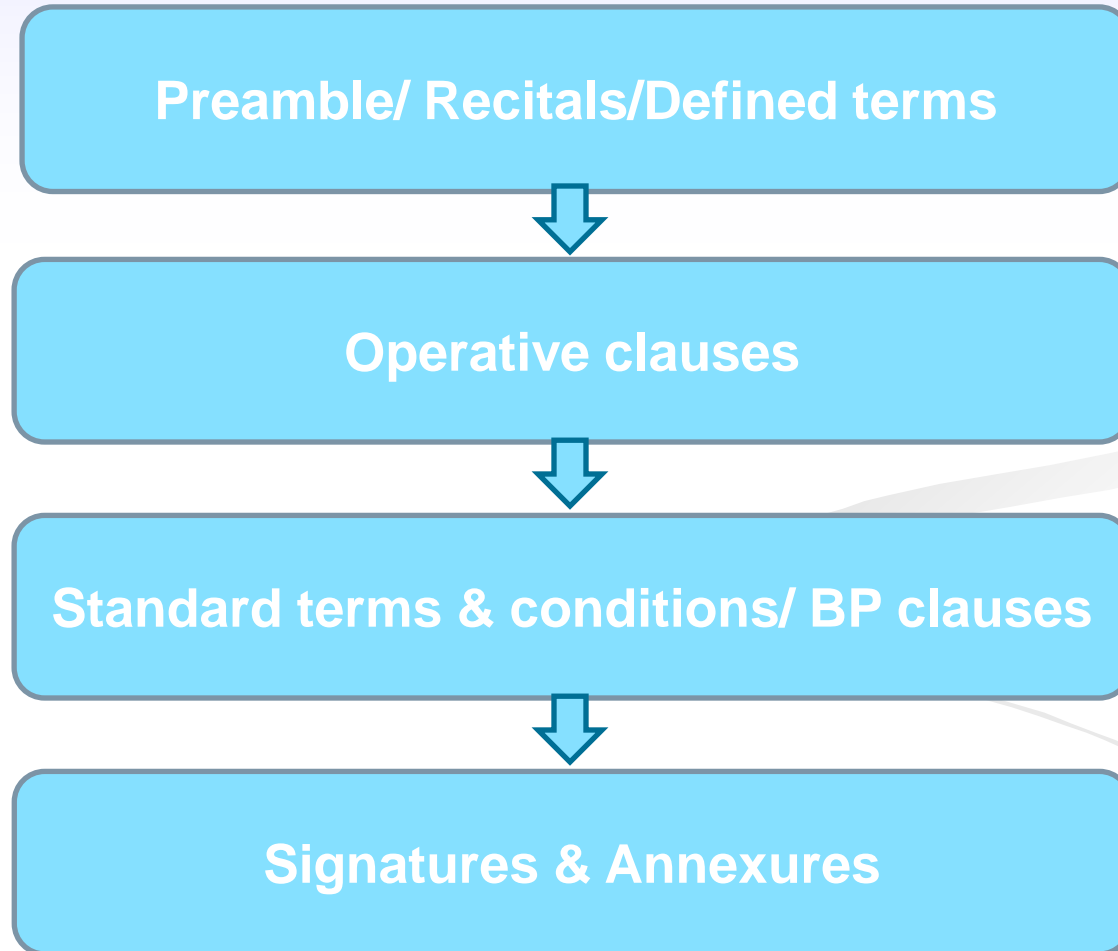 Preamble/ Recitals/Defined terms
Operative clauses
Standard terms & conditions/ BP clauses
Signatures & Annexures